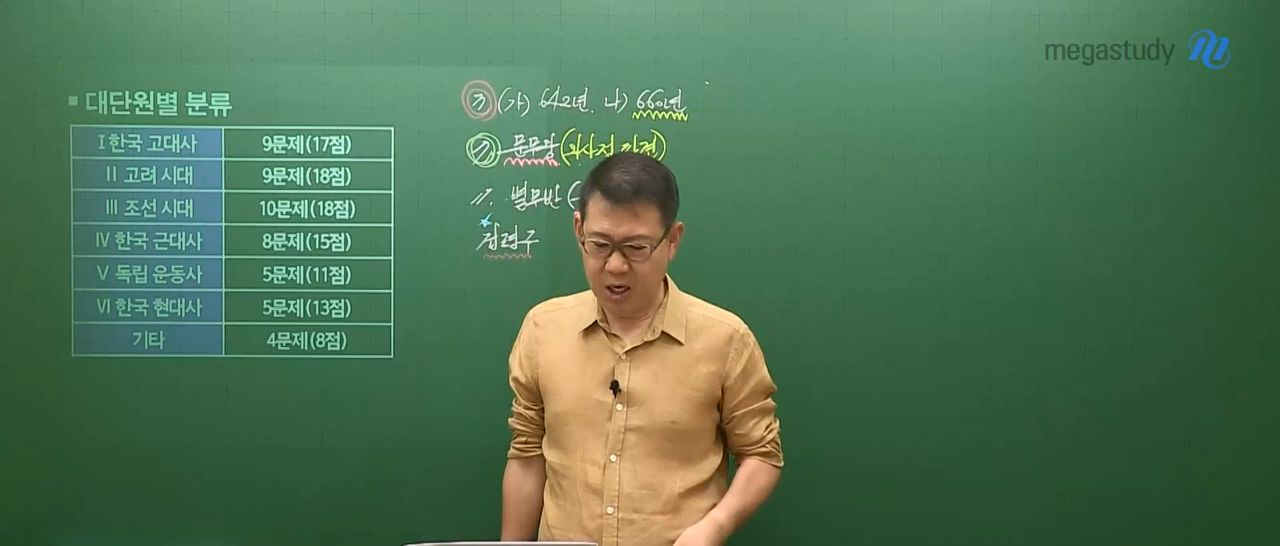 megastudy
대단원별 분류
Ⅰ 한국 고대사 9문제(17점)
Ⅱ 고려 시대 9문제(18점)
Ⅲ 조선 시대 10문제(18점)
Ⅳ 한국 근대사 8문제(15점)
Ⅴ 독립 운동사 5문제(11점)
Ⅵ 한국 현대사 5문제(13점)
기타 4문제(8점)
(가) 642년, 나) 660년
문무왕 (외사정 파견)
별무반